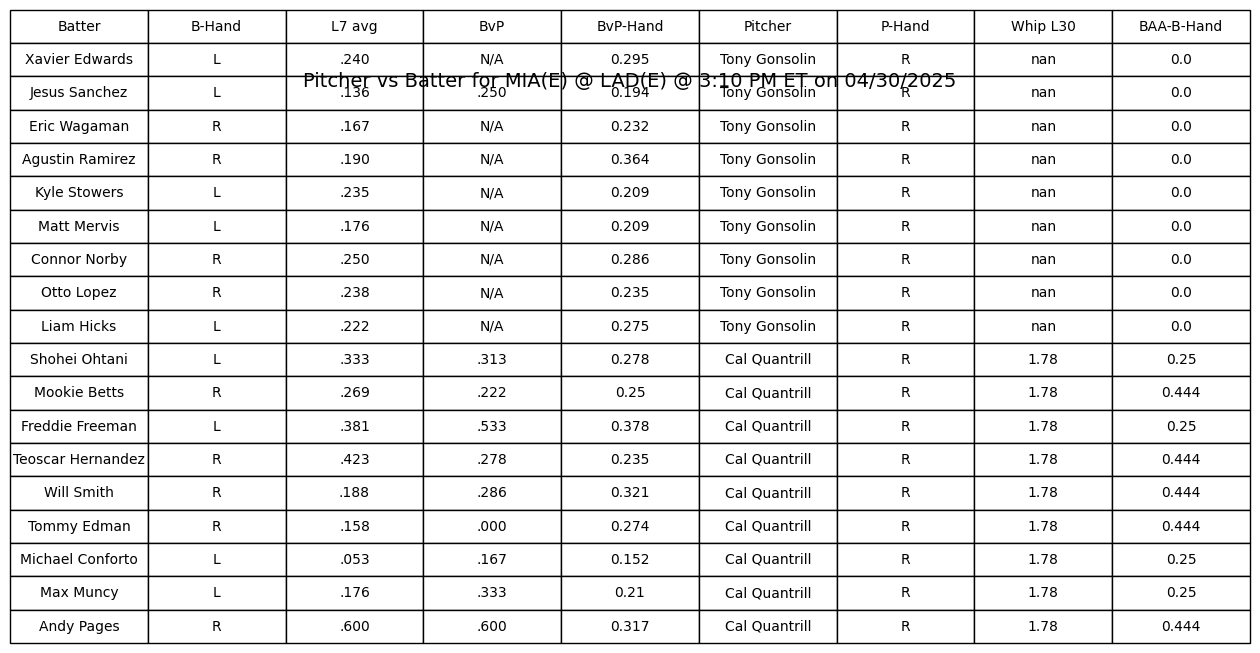 Batter B-Hand L7 avg BvP BvP-Hand Pitcher P-Hand Whip L30 BAA-B-Hand
Xavier Edwards L .240 N/A 0.295 Tony Gonsolin R nan 0.0
Pitcher vs Batter for MIA(E) @ LAD(E) @ 3:10 PM ET on 04/30/2025
Jesus Sanchez L .136 .250 0.194 Tony Gonsolin R nan 0.0
Eric Wagaman R .167 N/A 0.232 Tony Gonsolin R nan 0.0
Agustin Ramirez R .190 N/A 0.364 Tony Gonsolin R nan 0.0
Kyle Stowers L .235 N/A 0.209 Tony Gonsolin R nan 0.0
Matt Mervis L .176 N/A 0.209 Tony Gonsolin R nan 0.0
Connor Norby R .250 N/A 0.286 Tony Gonsolin R nan 0.0
Otto Lopez R .238 N/A 0.235 Tony Gonsolin R nan 0.0
Liam Hicks L .222 N/A 0.275 Tony Gonsolin R nan 0.0
Shohei Ohtani L .333 .313 0.278 Cal Quantrill R 1.78 0.25
Mookie Betts R .269 .222 0.25 Cal Quantrill R 1.78 0.444
Freddie Freeman L .381 .533 0.378 Cal Quantrill R 1.78 0.25
Teoscar Hernandez R .423 .278 0.235 Cal Quantrill R 1.78 0.444
Will Smith R .188 .286 0.321 Cal Quantrill R 1.78 0.444
Tommy Edman R .158 .000 0.274 Cal Quantrill R 1.78 0.444
Michael Conforto L .053 .167 0.152 Cal Quantrill R 1.78 0.25
Max Muncy L .176 .333 0.21 Cal Quantrill R 1.78 0.25
Andy Pages R .600 .600 0.317 Cal Quantrill R 1.78 0.444